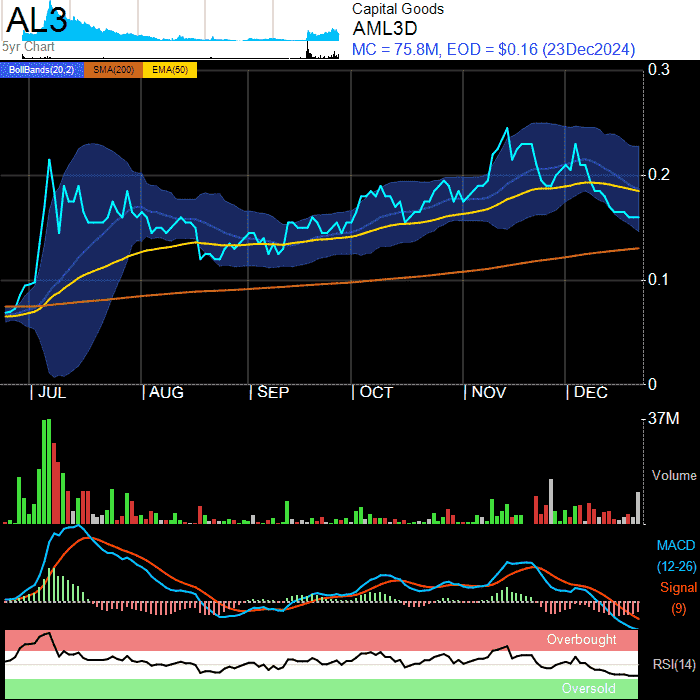 AL3
5yr Chart
Capital Goods
AML3D
MC = 75.8M, EOD = $0.16 (23Dec2024)
BollBands(20,2) SMA(200) EMA(50)
0.3
0.2
0.1
0
JUL AUG SEP OCT NOV DEC
37M
Volume
MACD
(12-26)
Signal
(9)
Overbought
RSI(14)
Oversold